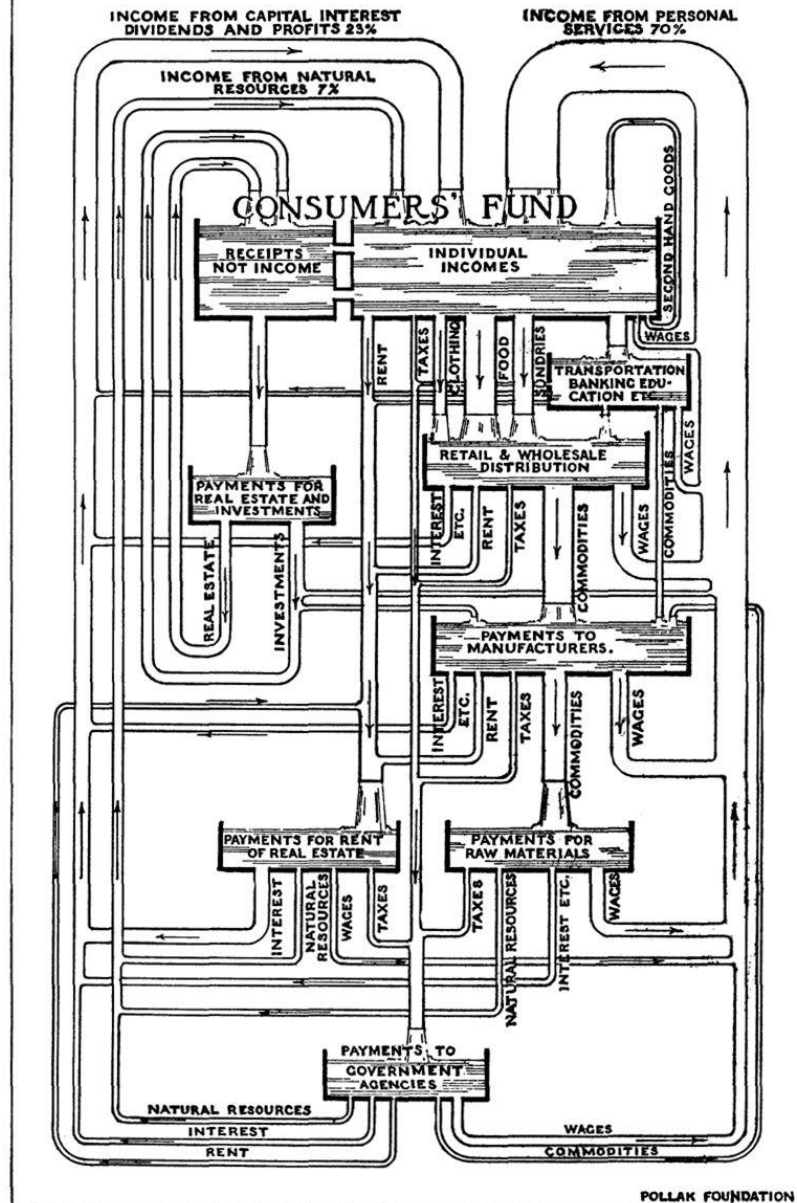 INCOME FROM CAPITAL INTEREST
DIVIDENDS AND PROFITS 23%
INCOME FROM PERSONAL
SERVICES 70%
INCOME FROM NATURAL
RESOURCES 7%
CONSUMERS' FUND
RECEIPTS
NOT INCOME
INDIVIDUAL
INCOMES
SECOND HAND GOODS
RENT
TAXES
CLOTHING
FOOD
SUNDRIES
WAGES
TRANSPORTATION
BANKING EDU-
CATION ETC
RETAIL & WHOLESALE
DISTRIBUTION
COMMODITIES
WAGES
PAYMENTS FOR
REAL ESTATE AND
INVESTMENTS
REAL ESTATE
INVESTMENTS
INTEREST
ETC.
RENT
TAXES
COMMODITIES
WAGES
PAYMENTS TO
MANUFACTURERS.
INTEREST
ETC.
RENT
TAXES
COMMODITIES
WAGES
PAYMENTS FOR RENT
OF REAL ESTATE
PAYMENTS FOR
RAW MATERIALS
INTEREST
NATURAL
RESOURCES
WAGES
TAXES
TAXES
NATURAL RESOURCES
INTEREST ETC.
WAGES
PAYMENTS TO
GOVERNMENT
AGENCIES
NATURAL RESOURCES
INTEREST
RENT
WAGES
COMMODITIES
POLLAK FOUNDATION